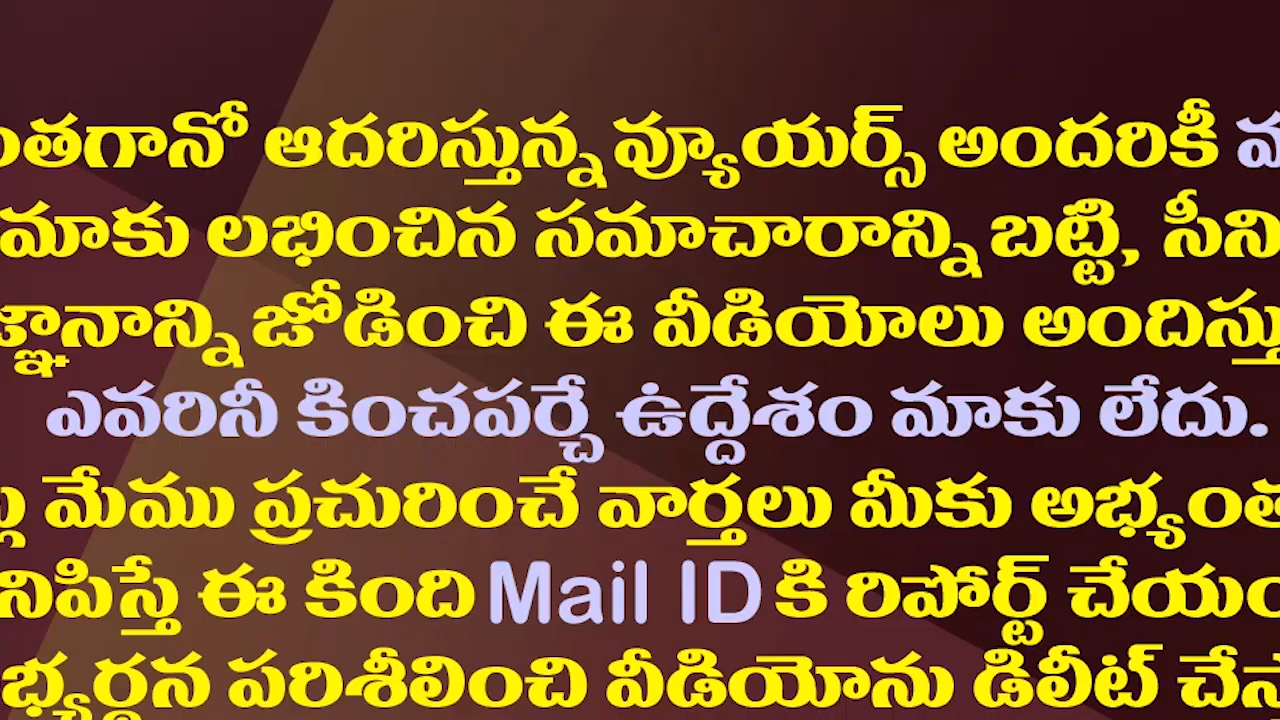 ఆదరిస్తున్న వ్యూయర్స్ అందరికీ
మాకు లభించిన సమాచారాన్ని బట్టి,
జోడించి ఈ వీడియోలు
ఎవరినీ కించపర్చే ఉద్దేశం మాకు లేదు.
మేము ప్రచురించే వార్తలు మీకు
ఈ కింది Mail ID కి రిపోర్ట్
పరిశీలించి వీడియోను డిలీట్